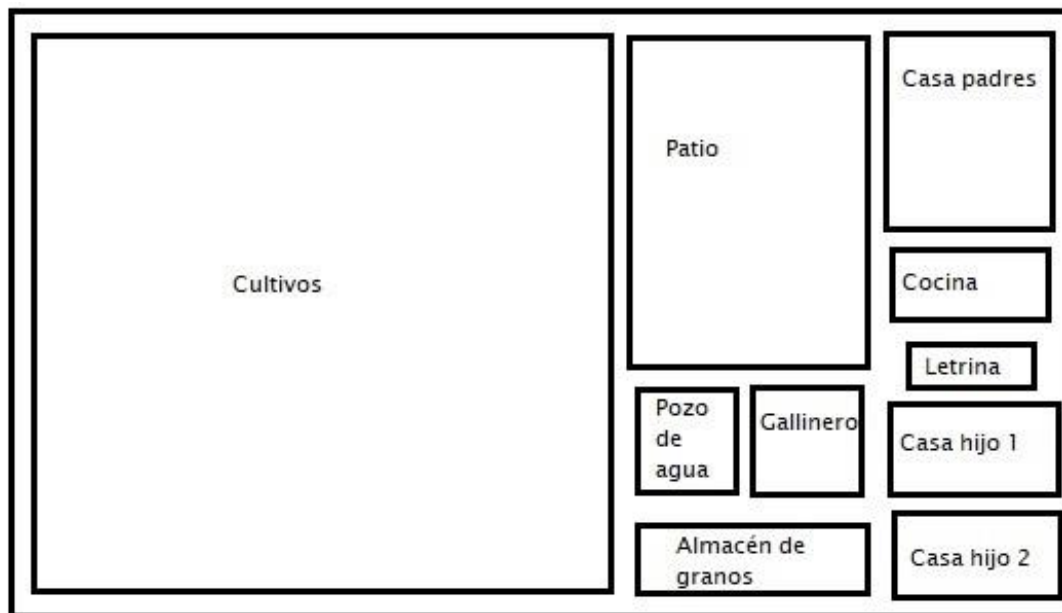 Cultivos
Patio
Casa padres
Cocina
Letrina
Pozo
de
agua
Gallinero
Casa hijo 1
Almacén de
granos
Casa hijo 2